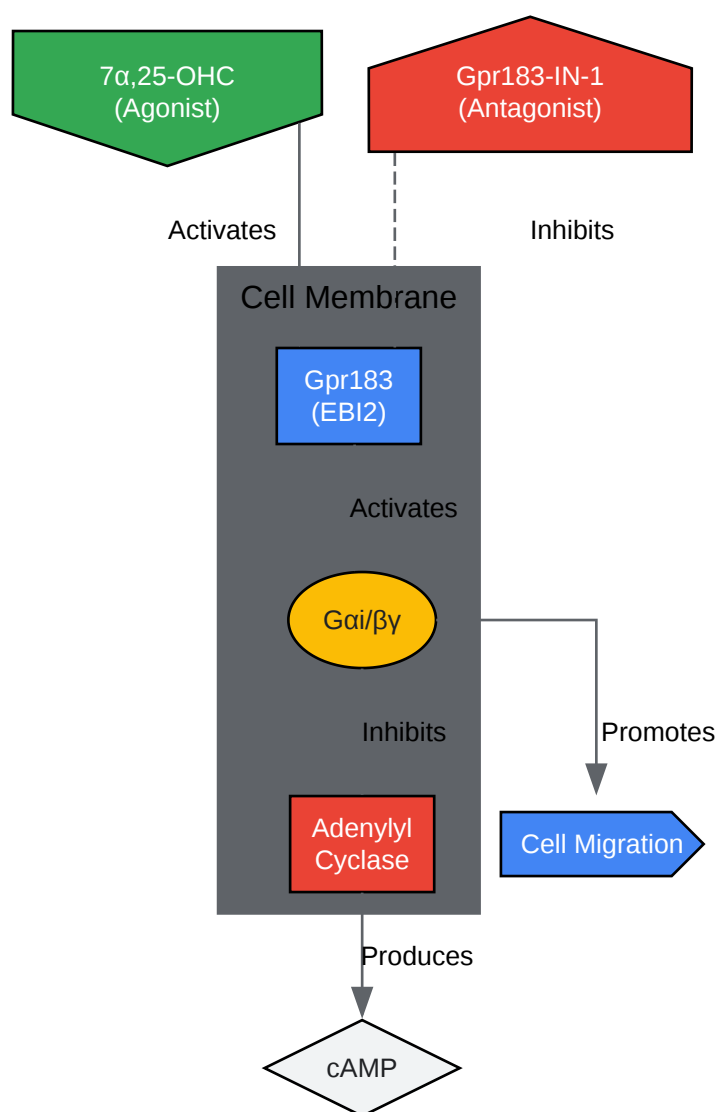 7α,25-OHC
(Agonist)
Gpr183-IN-1
(Antagonist)
Activates
Inhibits
Cell Membrane
Gpr183
(EBI2)
Activates
Gαi/βγ
Inhibits
Promotes
Adenylyl
Cyclase
Cell Migration
Produces
cAMP